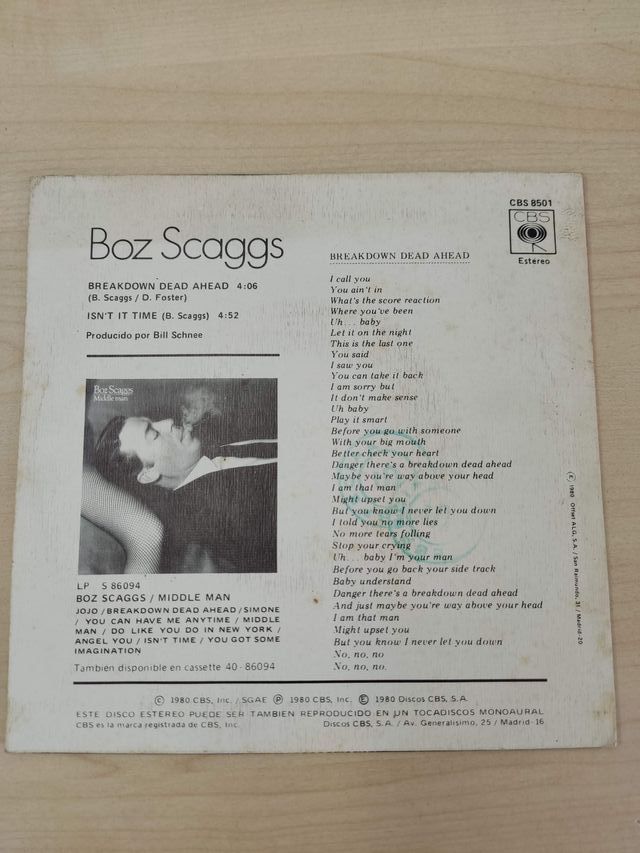 CBS 8501
CBS
Estereo
Boz Scaggs
BREAKDOWN DEAD AHEAD 4:06
(B. Scaggs / D. Foster)
ISN'T IT TIME (B. Scaggs) 4:52
Producido por Bill Schnee
Boz Scaggs
Middle man
LP S 86094
BOZ SCAGGS / MIDDLE MAN
JOJO / BREAKDOWN DEAD AHEAD / SIMONE
/ YOU CAN HAVE ME ANYTIME / MIDDLE
MAN / DO LIKE YOU DO IN NEW YORK /
ANGEL YOU / ISN'T TIME / YOU GOT SOME
IMAGINATION
Tambien disponible en cassette 40-86094
BREAKDOWN DEAD AHEAD
I call you
You ain't in
What's the score reaction
Where you've been
Uh... baby
Let it on the night
This is the last one
You said
I saw you
You can take it back
I am sorry but
It don't make sense
Uh baby
Play it smart
Before you go with someone
With your big mouth
Better check your heart
Danger there's a breakdown dead ahead
Maybe you're way above your head
I am that man
Might upset you
But you know I never let you down
I told you no more lies
No more tears folling
Stop your crying
Uh... baby I'm your man
Before you go back your side track
Baby understand
Danger there's a breakdown dead ahead
And just maybe you're way above your head
I am that man
Might upset you
But you know I never let you down
No, no, no
No, no, no.
Ⓔ 1980 Offset ALG, S.A. / San Raimundo, 31 / Madrid-20
© 1980 CBS, Inc. / SGAE Ⓟ 1980 CBS, Inc. Ⓔ 1980 Discos CBS, S.A.
ESTE DISCO ESTEREO PUEDE SER TAMBIEN REPRODUCIDO EN UN TOCADISCOS MONOAURAL
CBS es la marca registrada de CBS, Inc. Discos CBS, S.A. / Av. Generalisimo, 25 / Madrid-16